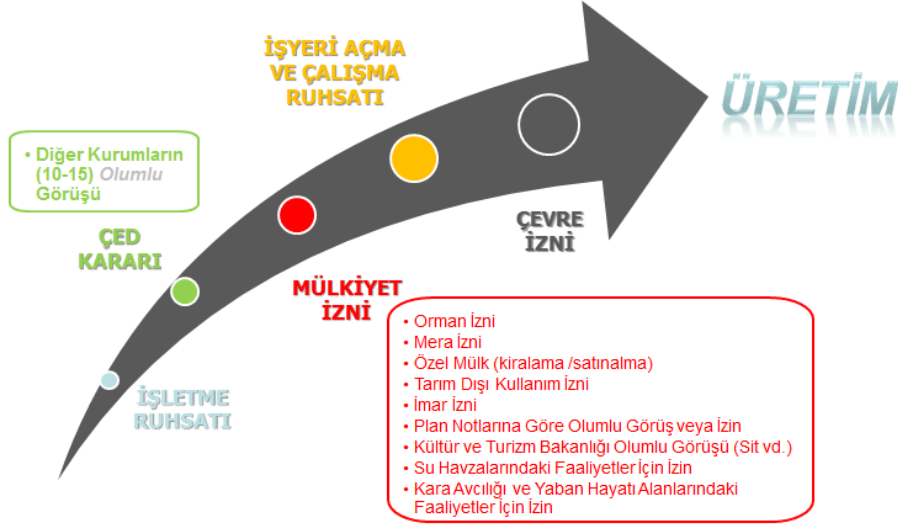 İŞYERİ AÇMA
VE ÇALIŞMA
RUHSATI
ÜRETİM
• Diğer Kurumların
(10-15) Olumlu
Görüşü
ÇED
KARARI
ÇEVRE
İZNİ
MÜLKİYET
İZNİ
• Orman İzni
• Mera İzni
• Özel Mülk (kiralama /satınalma)
• Tarım Dışı Kullanım İzni
• İmar İzni
• Plan Notlarına Göre Olumlu Görüş veya İzin
• Kültür ve Turizm Bakanlığı Olumlu Görüşü (Sit vd.)
• Su Havzalarındaki Faaliyetler İçin İzin
• Kara Avcılığı ve Yaban Hayatı Alanlarındaki
Faaliyetler İçin İzin
İŞLETME
RUHSATI